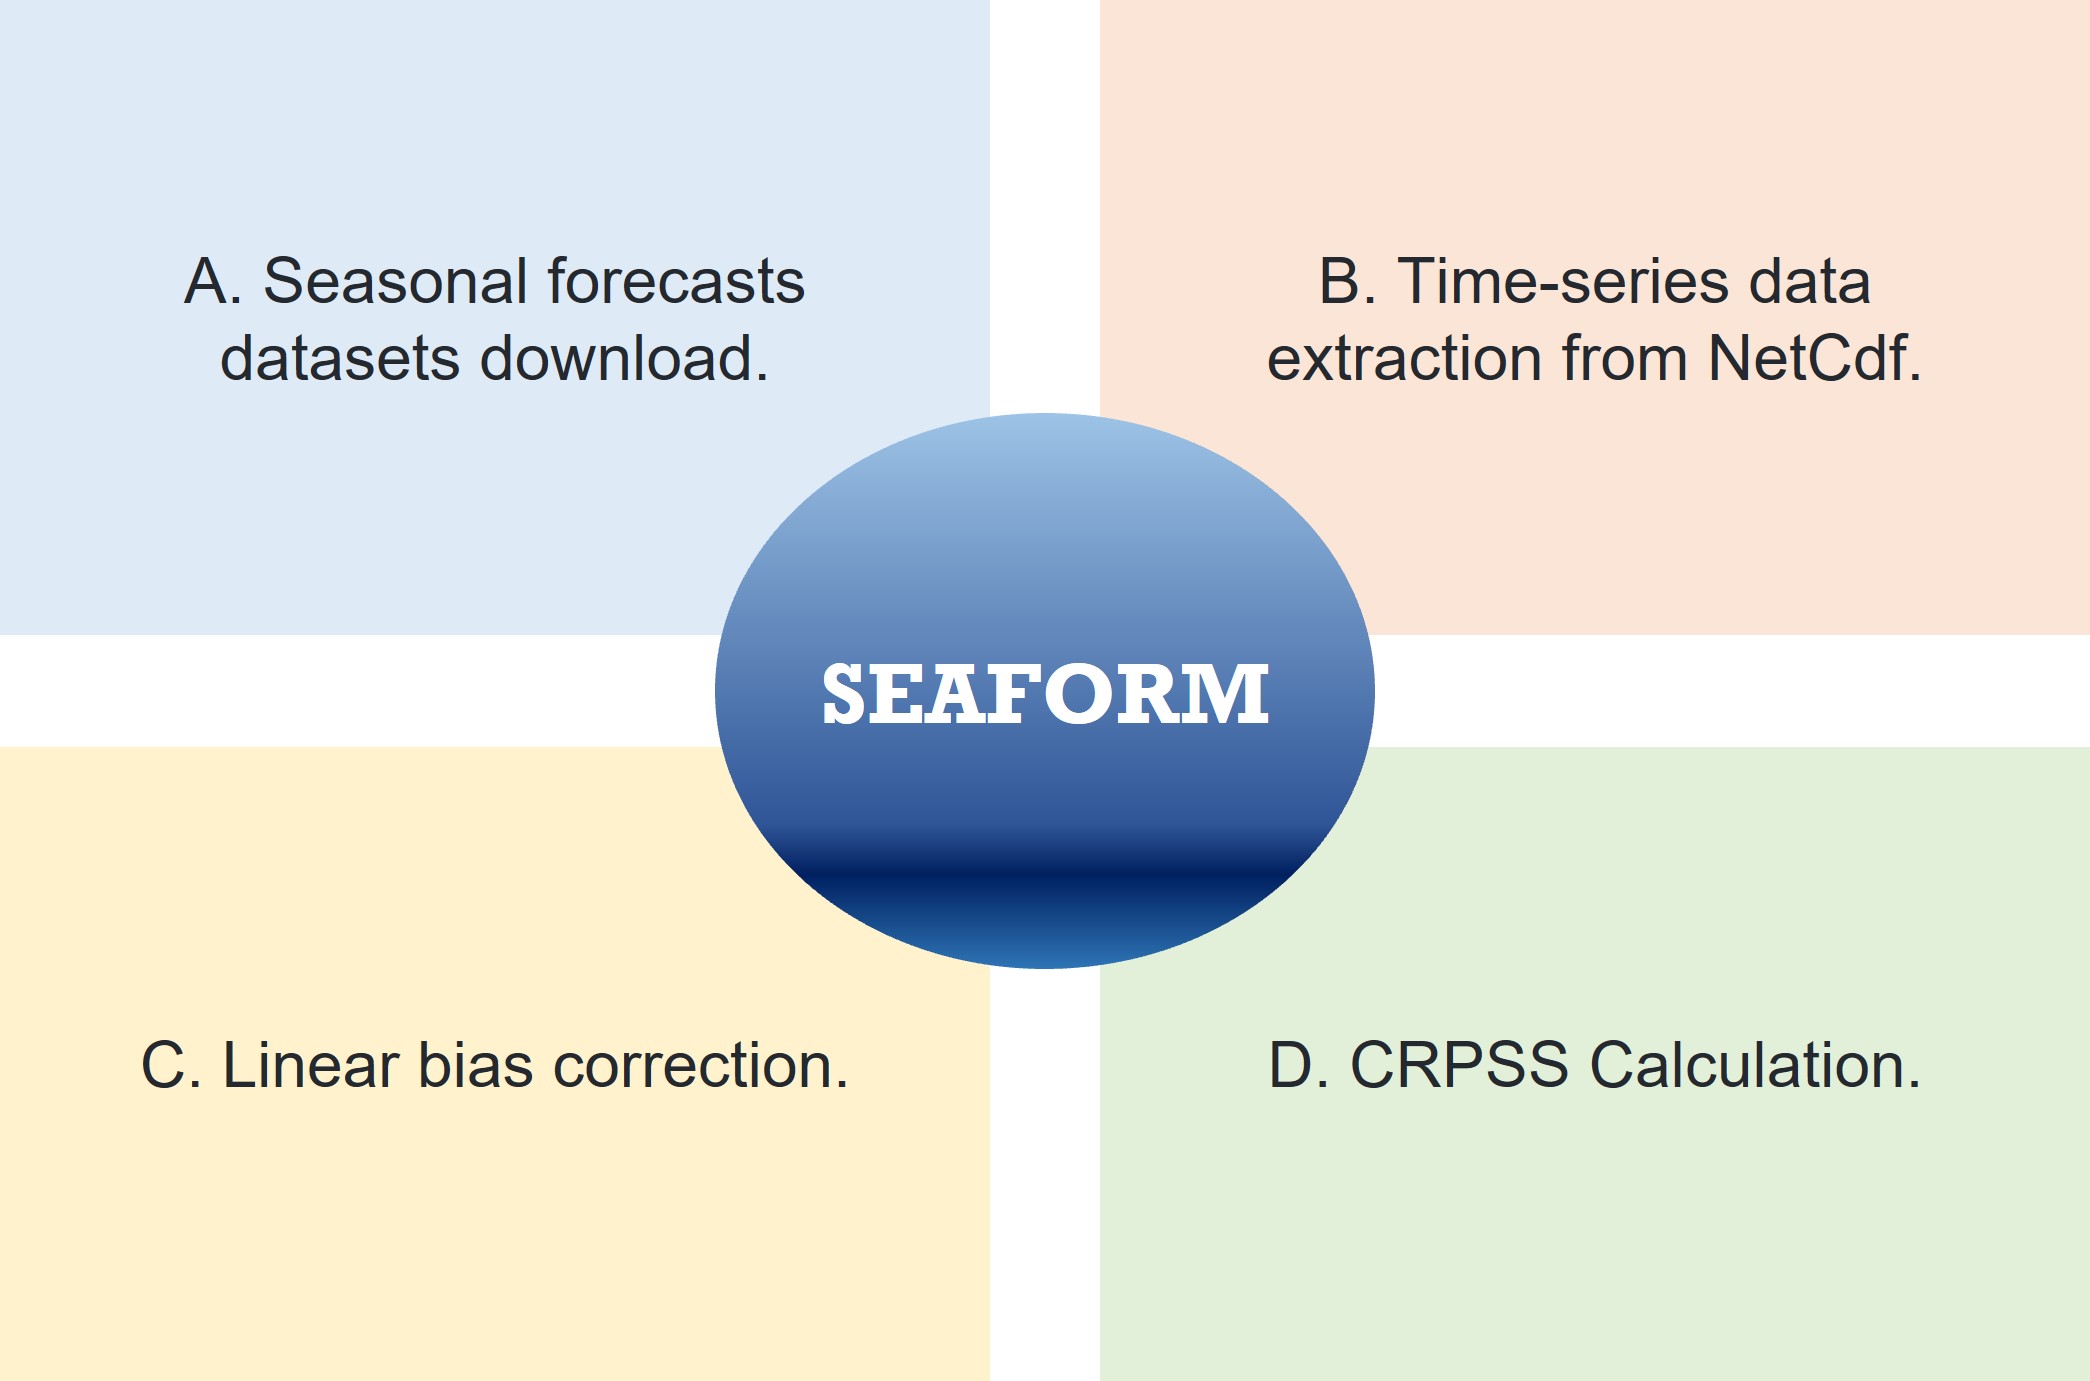 A. Seasonal forecasts
datasets download.
B. Time-series data
extraction from NetCdf.
SEAFORM
C. Linear bias correction.
D. CRPSS Calculation.